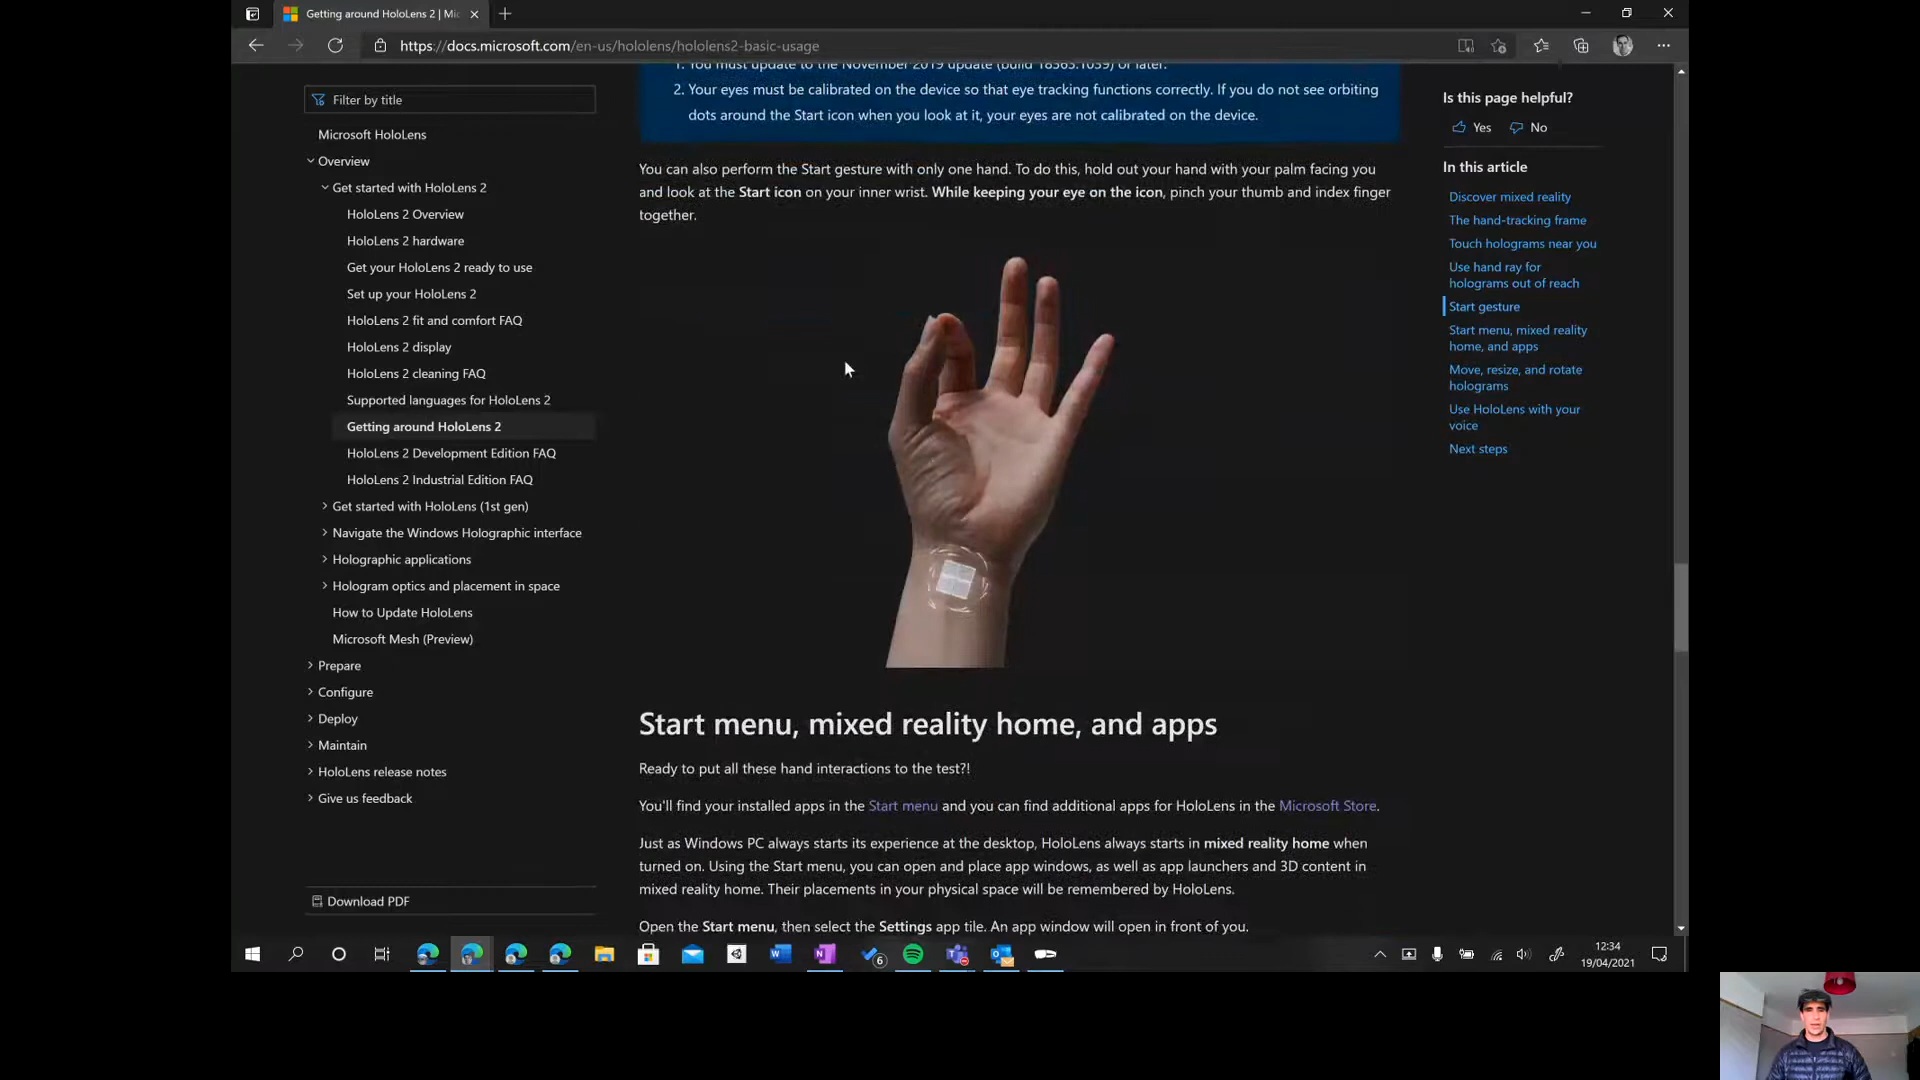 Getting around HoloLens 2 | Mic
https://docs.microsoft.com/en-us/hololens/hololens2-basic-usage
Filter by title
Microsoft HoloLens
Overview
Get started with HoloLens 2
HoloLens 2 Overview
HoloLens 2 hardware
Get your HoloLens 2 ready to use
Set up your HoloLens 2
HoloLens 2 fit and comfort FAQ
HoloLens 2 display
HoloLens 2 cleaning FAQ
Supported languages for HoloLens 2
Getting around HoloLens 2
HoloLens 2 Development Edition FAQ
HoloLens 2 Industrial Edition FAQ
Get started with HoloLens (1st gen)
Navigate the Windows Holographic interface
Holographic applications
Hologram optics and placement in space
How to Update HoloLens
Microsoft Mesh (Preview)
Prepare
Configure
Deploy
Maintain
HoloLens release notes
Give us feedback
Download PDF
1. You must update to the November 2019 update (build 18363.1039) or later.
2. Your eyes must be calibrated on the device so that eye tracking functions correctly. If you do not see orbiting
dots around the Start icon when you look at it, your eyes are not calibrated on the device.
You can also perform the Start gesture with only one hand. To do this, hold out your hand with your palm facing you
and look at the Start icon on your inner wrist. While keeping your eye on the icon, pinch your thumb and index finger
together.
Start menu, mixed reality home, and apps
Ready to put all these hand interactions to the test?!
You'll find your installed apps in the Start menu and you can find additional apps for HoloLens in the Microsoft Store.
Just as Windows PC always starts its experience at the desktop, HoloLens always starts in mixed reality home when
turned on. Using the Start menu, you can open and place app windows, as well as app launchers and 3D content in
mixed reality home. Their placements in your physical space will be remembered by HoloLens.
Open the Start menu, then select the Settings app tile. An app window will open in front of you.
Is this page helpful?
Yes No
In this article
Discover mixed reality
The hand-tracking frame
Touch holograms near you
Use hand ray for
holograms out of reach
Start gesture
Start menu, mixed reality
home, and apps
Move, resize, and rotate
holograms
Use HoloLens with your
voice
Next steps
6
12:34
19/04/2021